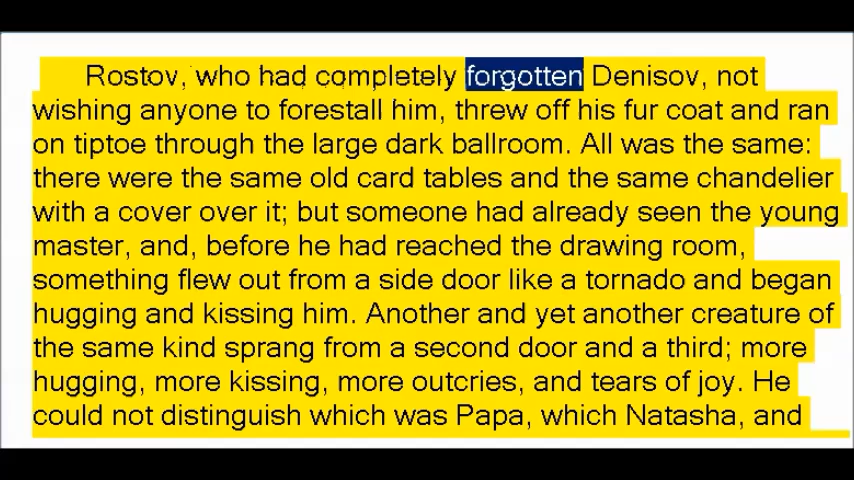 Rostov, who had completely forgotten Denisov, not
wishing anyone to forestall him, threw off his fur coat and ran
on tiptoe through the large dark ballroom. All was the same:
there were the same old card tables and the same chandelier
with a cover over it; but someone had already seen the young
master, and, before he had reached the drawing room,
something flew out from a side door like a tornado and began
hugging and kissing him. Another and yet another creature of
the same kind sprang from a second door and a third; more
hugging, more kissing, more outcries, and tears of joy. He
could not distinguish which was Papa, which Natasha, and